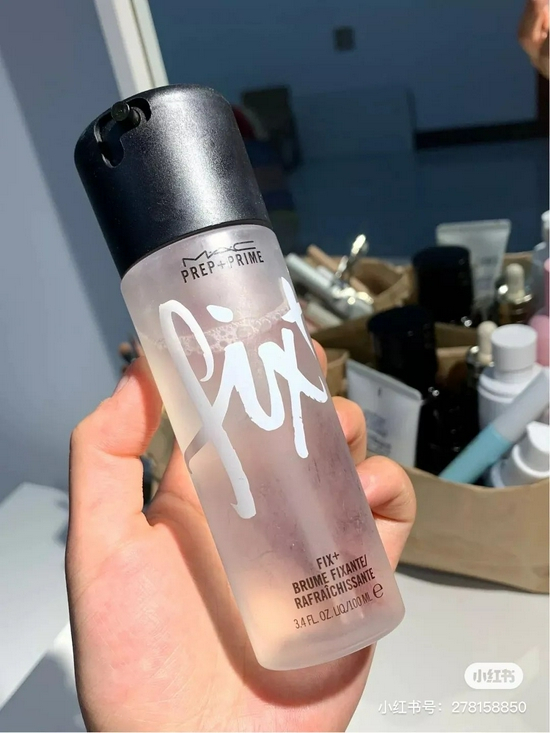 MAC
PREP+PRIME
fix+
FIX+
BRUME FIXANTE/
RAFRAÎCHISSANTE
3.4 FL. OZ. LIQ/100 ML ℮
小红书
小红书号：278158850